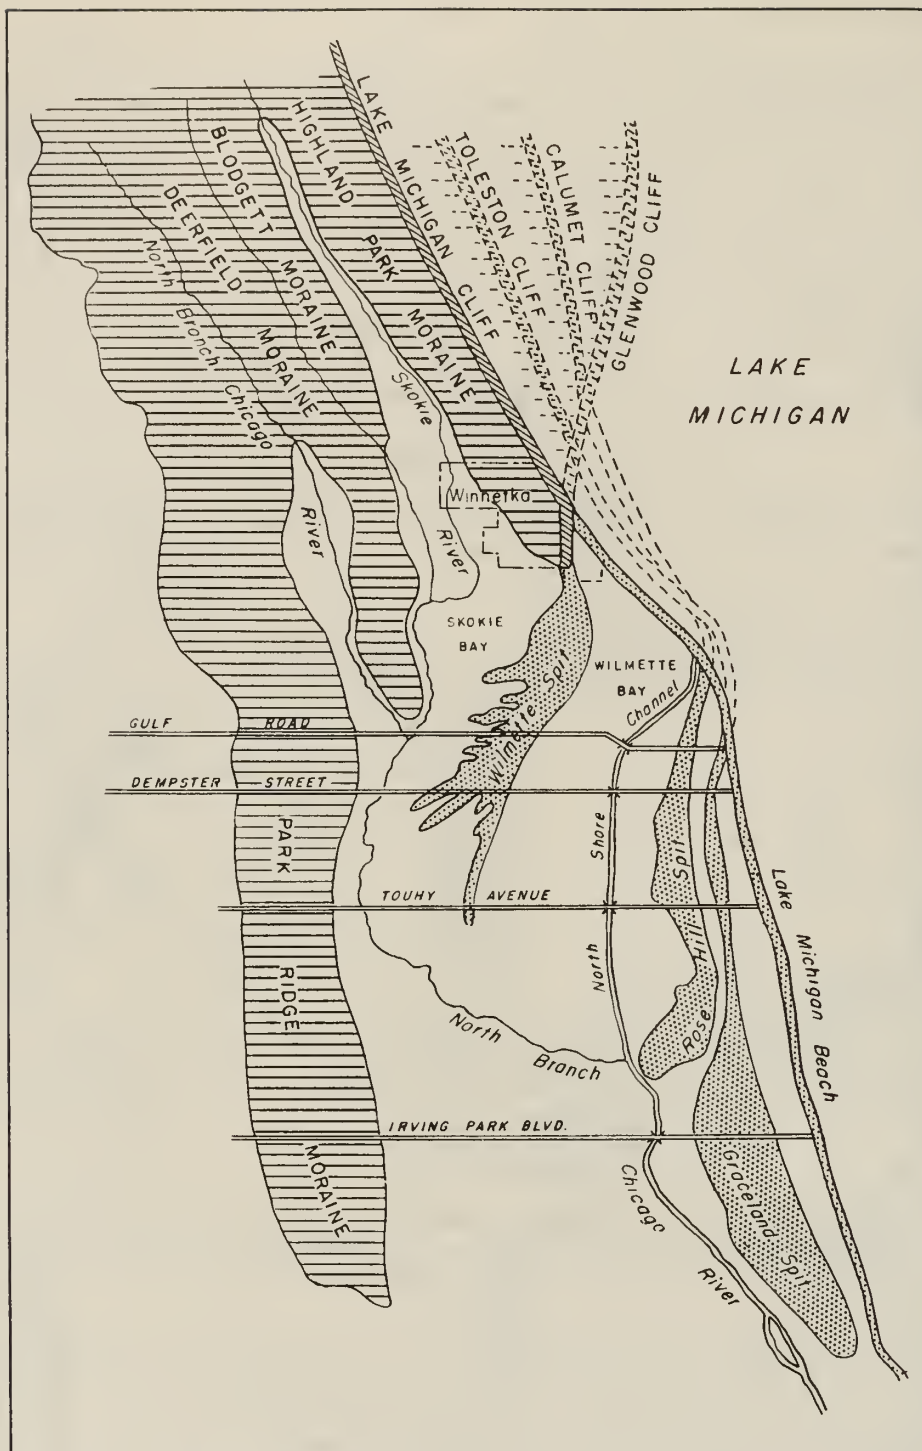 LAKE MICHIGAN CLIFF
TOLESTON CLIFF
CALUMET CLIFF
GLENWOOD CLIFF
HIGHLAND PARK MORAINE
BLODGETT MORAINE
DEERFIELD MORAINE
North Branch Chicago River
Skokie River
LAKE
MICHIGAN
Winnetka
SKOKIE
BAY
WILMETTE
BAY
Wilmette Spit
Channel
GULF ROAD
DEMPSTER STREET
PARK RIDGE MORAINE
Shore
North
TOUHY AVENUE
Rose Hill Spit
Lake Michigan Beach
North Branch
IRVING PARK BLVD.
Chicago River
Graceland Spit